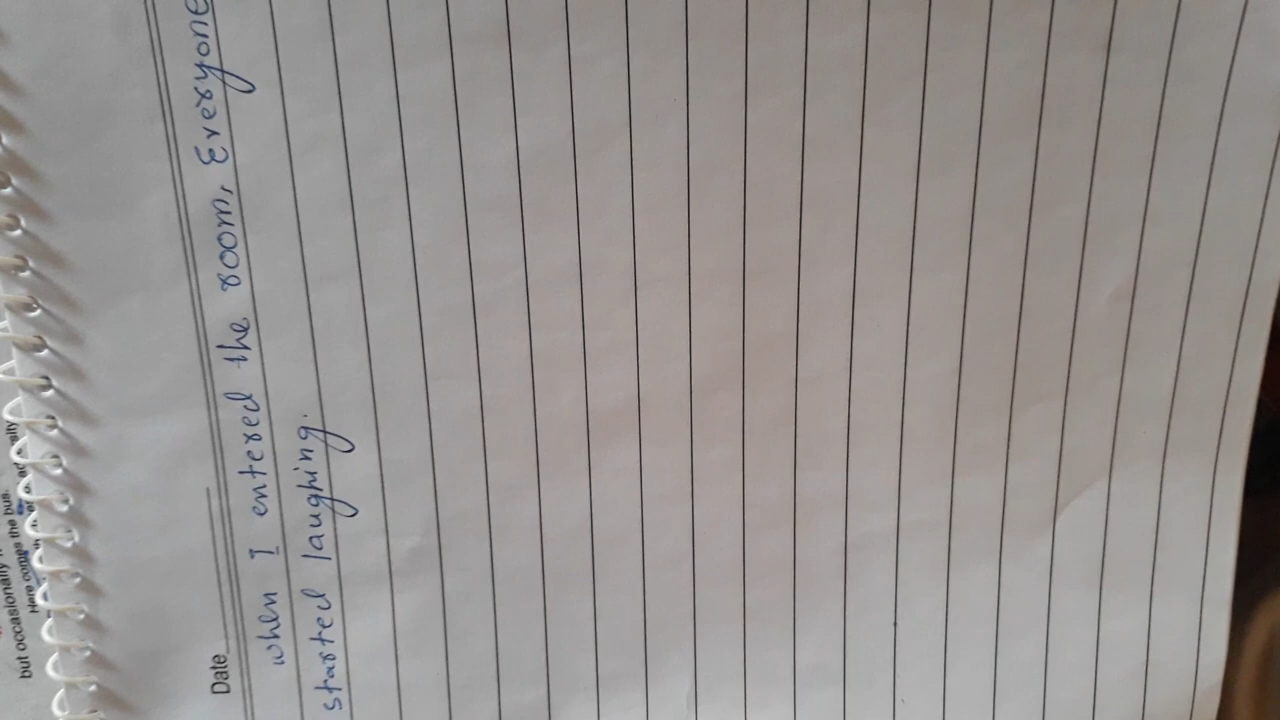 but occasionally
Here comes the bus.
Date
when I entered the room, Everyone
started laughing.